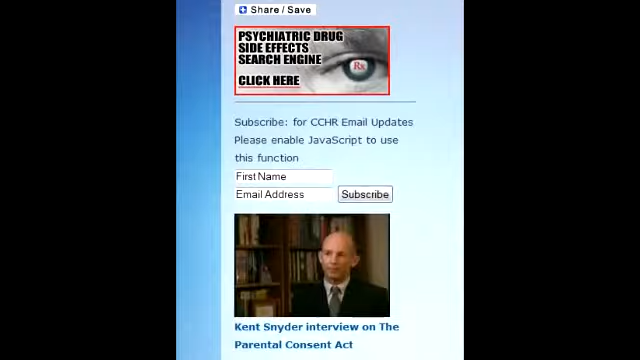 Share / Save
PSYCHIATRIC DRUG
SIDE EFFECTS
SEARCH ENGINE
CLICK HERE
Rx
Subscribe: for CCHR Email Updates
Please enable JavaScript to use
this function
First Name
Email Address
Subscribe
Kent Snyder interview on The
Parental Consent Act